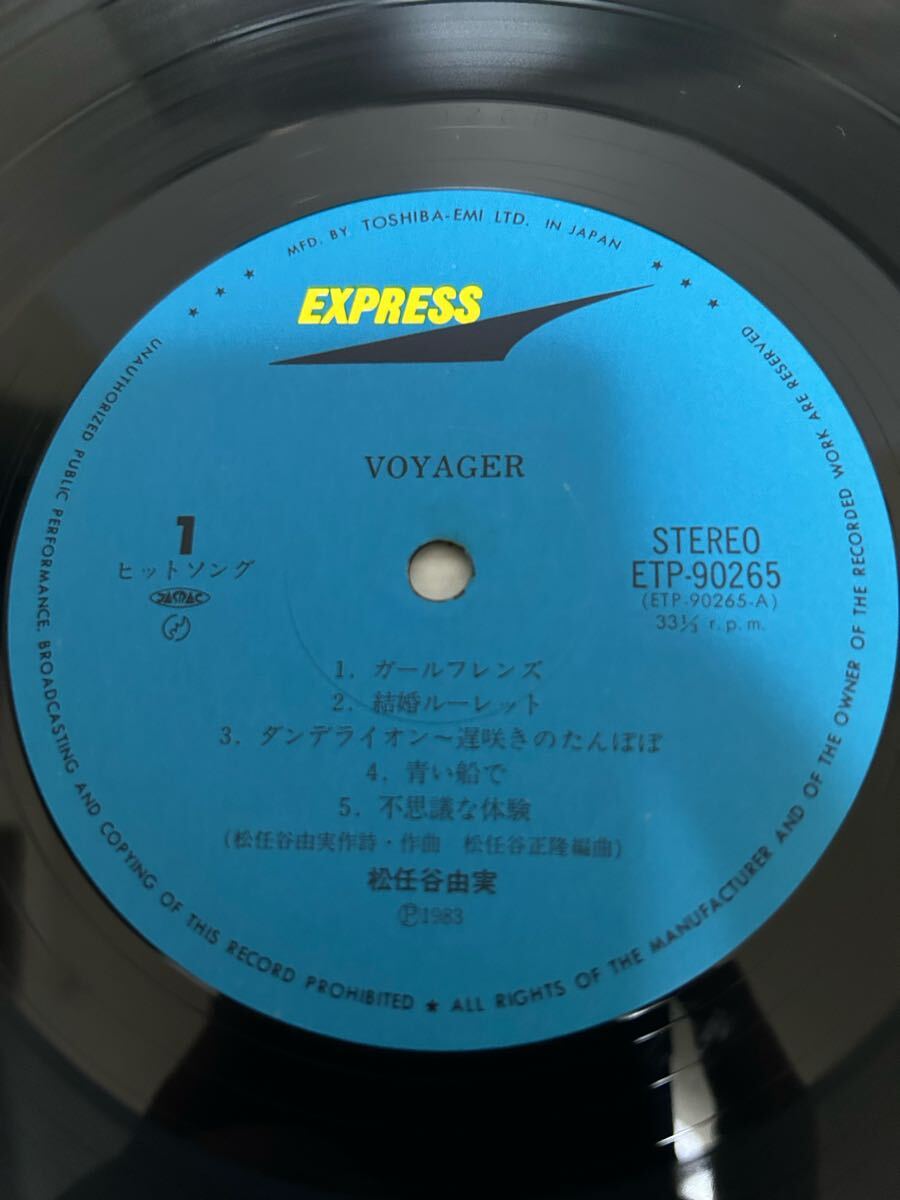 MFD. BY TOSHIBA-EMI LTD. IN JAPAN
EXPRESS
VOYAGER
1
ヒットソング
JASRAC
STEREO
ETP-90265
(ETP-90265-A)
33⅓ r.p.m.
1. ガールフレンズ
2. 結婚ルーレット
3. ダンデライオン〜遅咲きのたんぽぽ
4. 青い船で
5. 不思議な体験
(松任谷由実作詩・作曲 松任谷正隆編曲)
松任谷由実
Ⓟ1983
UNAUTHORIZED PUBLIC PERFORMANCE, BROADCASTING AND COPYING OF THIS RECORD PROHIBITED ★ ALL RIGHTS OF THE MANUFACTURER AND OF THE OWNER OF THE RECORDED WORK ARE RESERVED